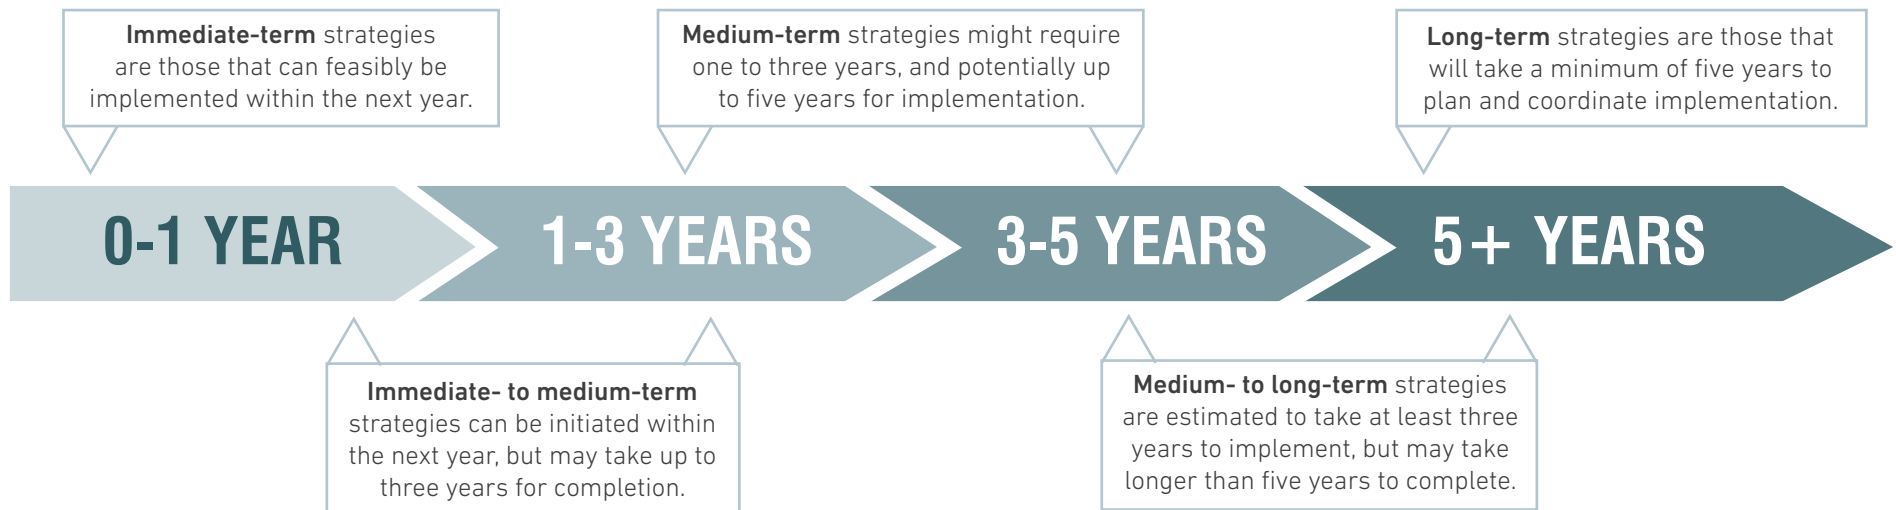 Immediate-term strategies
are those that can feasibly be
implemented within the next year.
Medium-term strategies might require
one to three years, and potentially up
to five years for implementation.
Long-term strategies are those that
will take a minimum of five years to
plan and coordinate implementation.
0-1 YEAR
1-3 YEARS
3-5 YEARS
5+ YEARS
Immediate- to medium-term
strategies can be initiated within
the next year, but may take up to
three years for completion.
Medium- to long-term strategies
are estimated to take at least three
years to implement, but may take
longer than five years to complete.